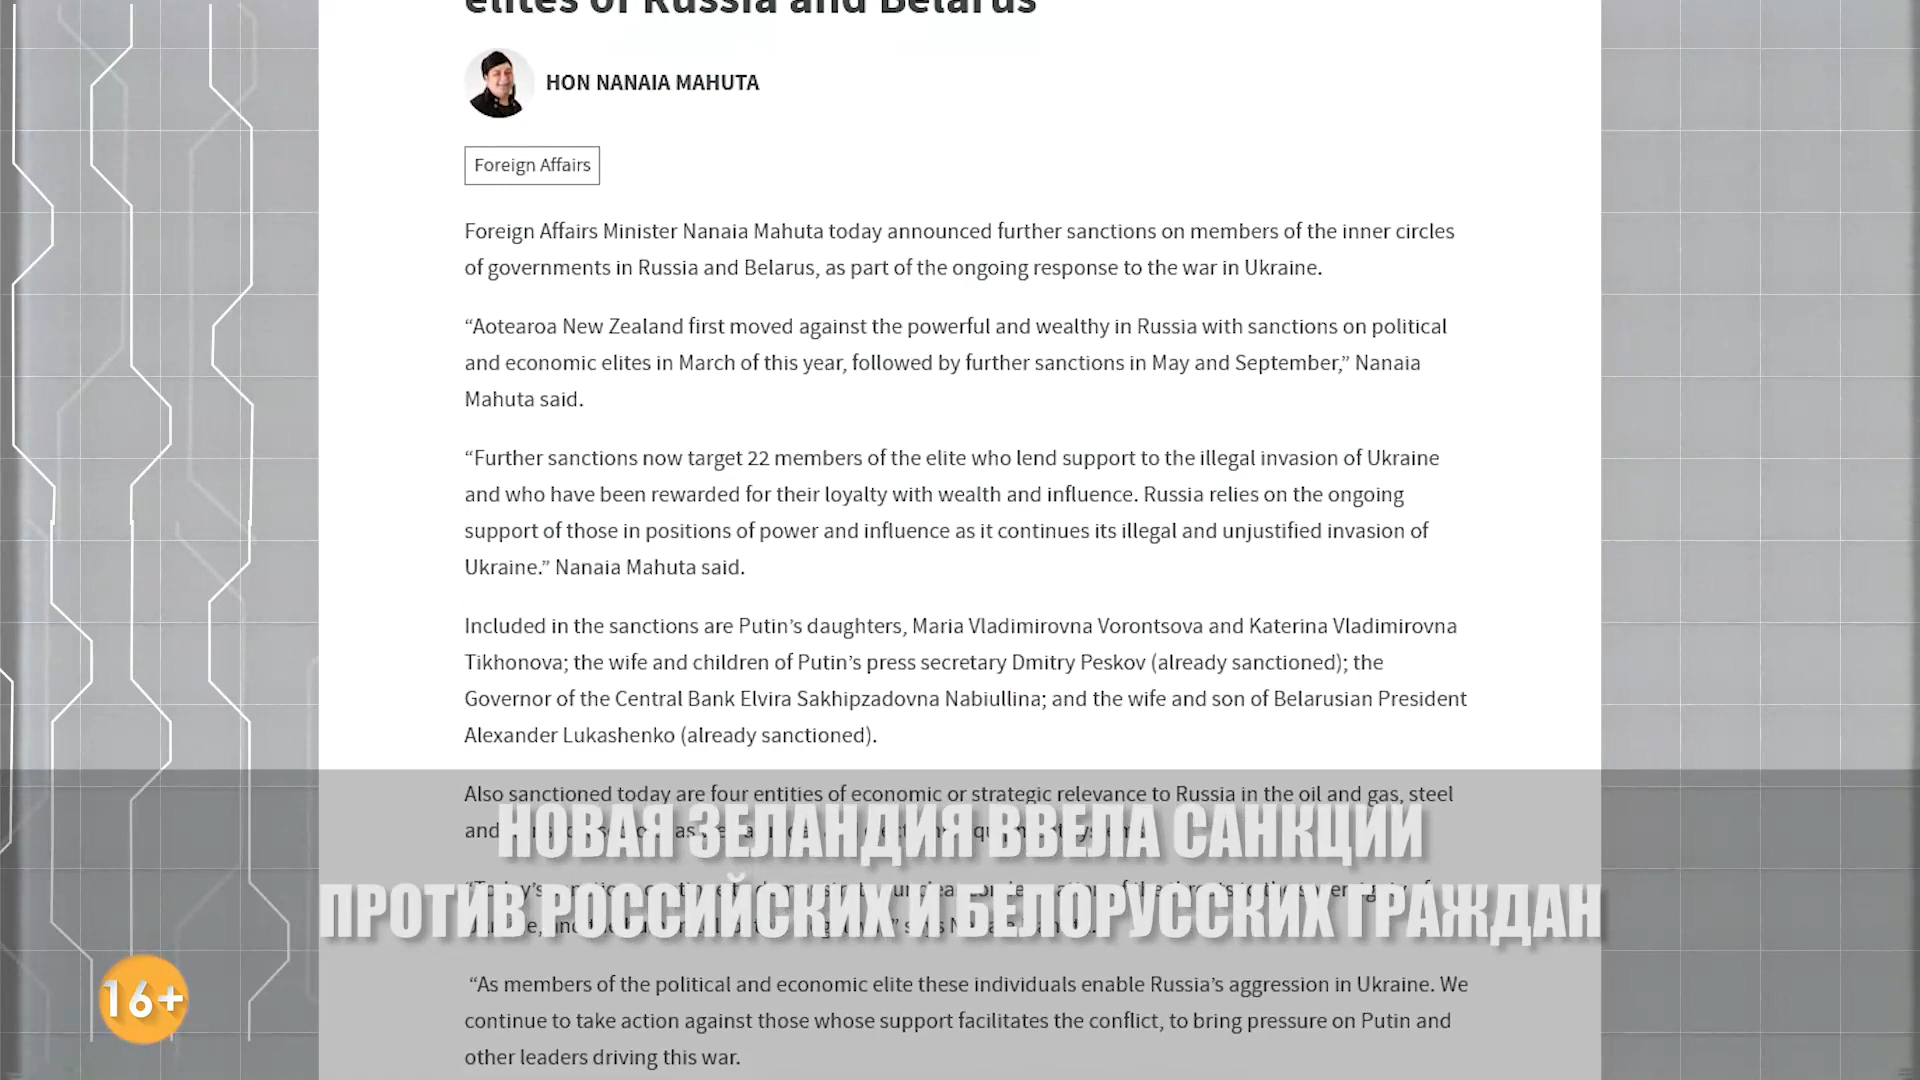 elites of Russia and Belarus
HON NANAIA MAHUTA
Foreign Affairs
Foreign Affairs Minister Nanaia Mahuta today announced further sanctions on members of the inner circles
of governments in Russia and Belarus, as part of the ongoing response to the war in Ukraine.
“Aotearoa New Zealand first moved against the powerful and wealthy in Russia with sanctions on political
and economic elites in March of this year, followed by further sanctions in May and September,” Nanaia
Mahuta said.
“Further sanctions now target 22 members of the elite who lend support to the illegal invasion of Ukraine
and who have been rewarded for their loyalty with wealth and influence. Russia relies on the ongoing
support of those in positions of power and influence as it continues its illegal and unjustified invasion of
Ukraine.” Nanaia Mahuta said.
Included in the sanctions are Putin’s daughters, Maria Vladimirovna Vorontsova and Katerina Vladimirovna
Tikhonova; the wife and children of Putin’s press secretary Dmitry Peskov (already sanctioned); the
Governor of the Central Bank Elvira Sakhipzadovna Nabiullina; and the wife and son of Belarusian President
Alexander Lukashenko (already sanctioned).
Also sanctioned today are four entities of economic or strategic relevance to Russia in the oil and gas, steel
and
НОВАЯ ЗЕЛАНДИЯ ВВЕЛА САНКЦИИ
ПРОТИВ РОССИЙСКИХ И БЕЛОРУССКИХ ГРАЖДАН
16+
“As members of the political and economic elite these individuals enable Russia’s aggression in Ukraine. We
continue to take action against those whose support facilitates the conflict, to bring pressure on Putin and
other leaders driving this war.